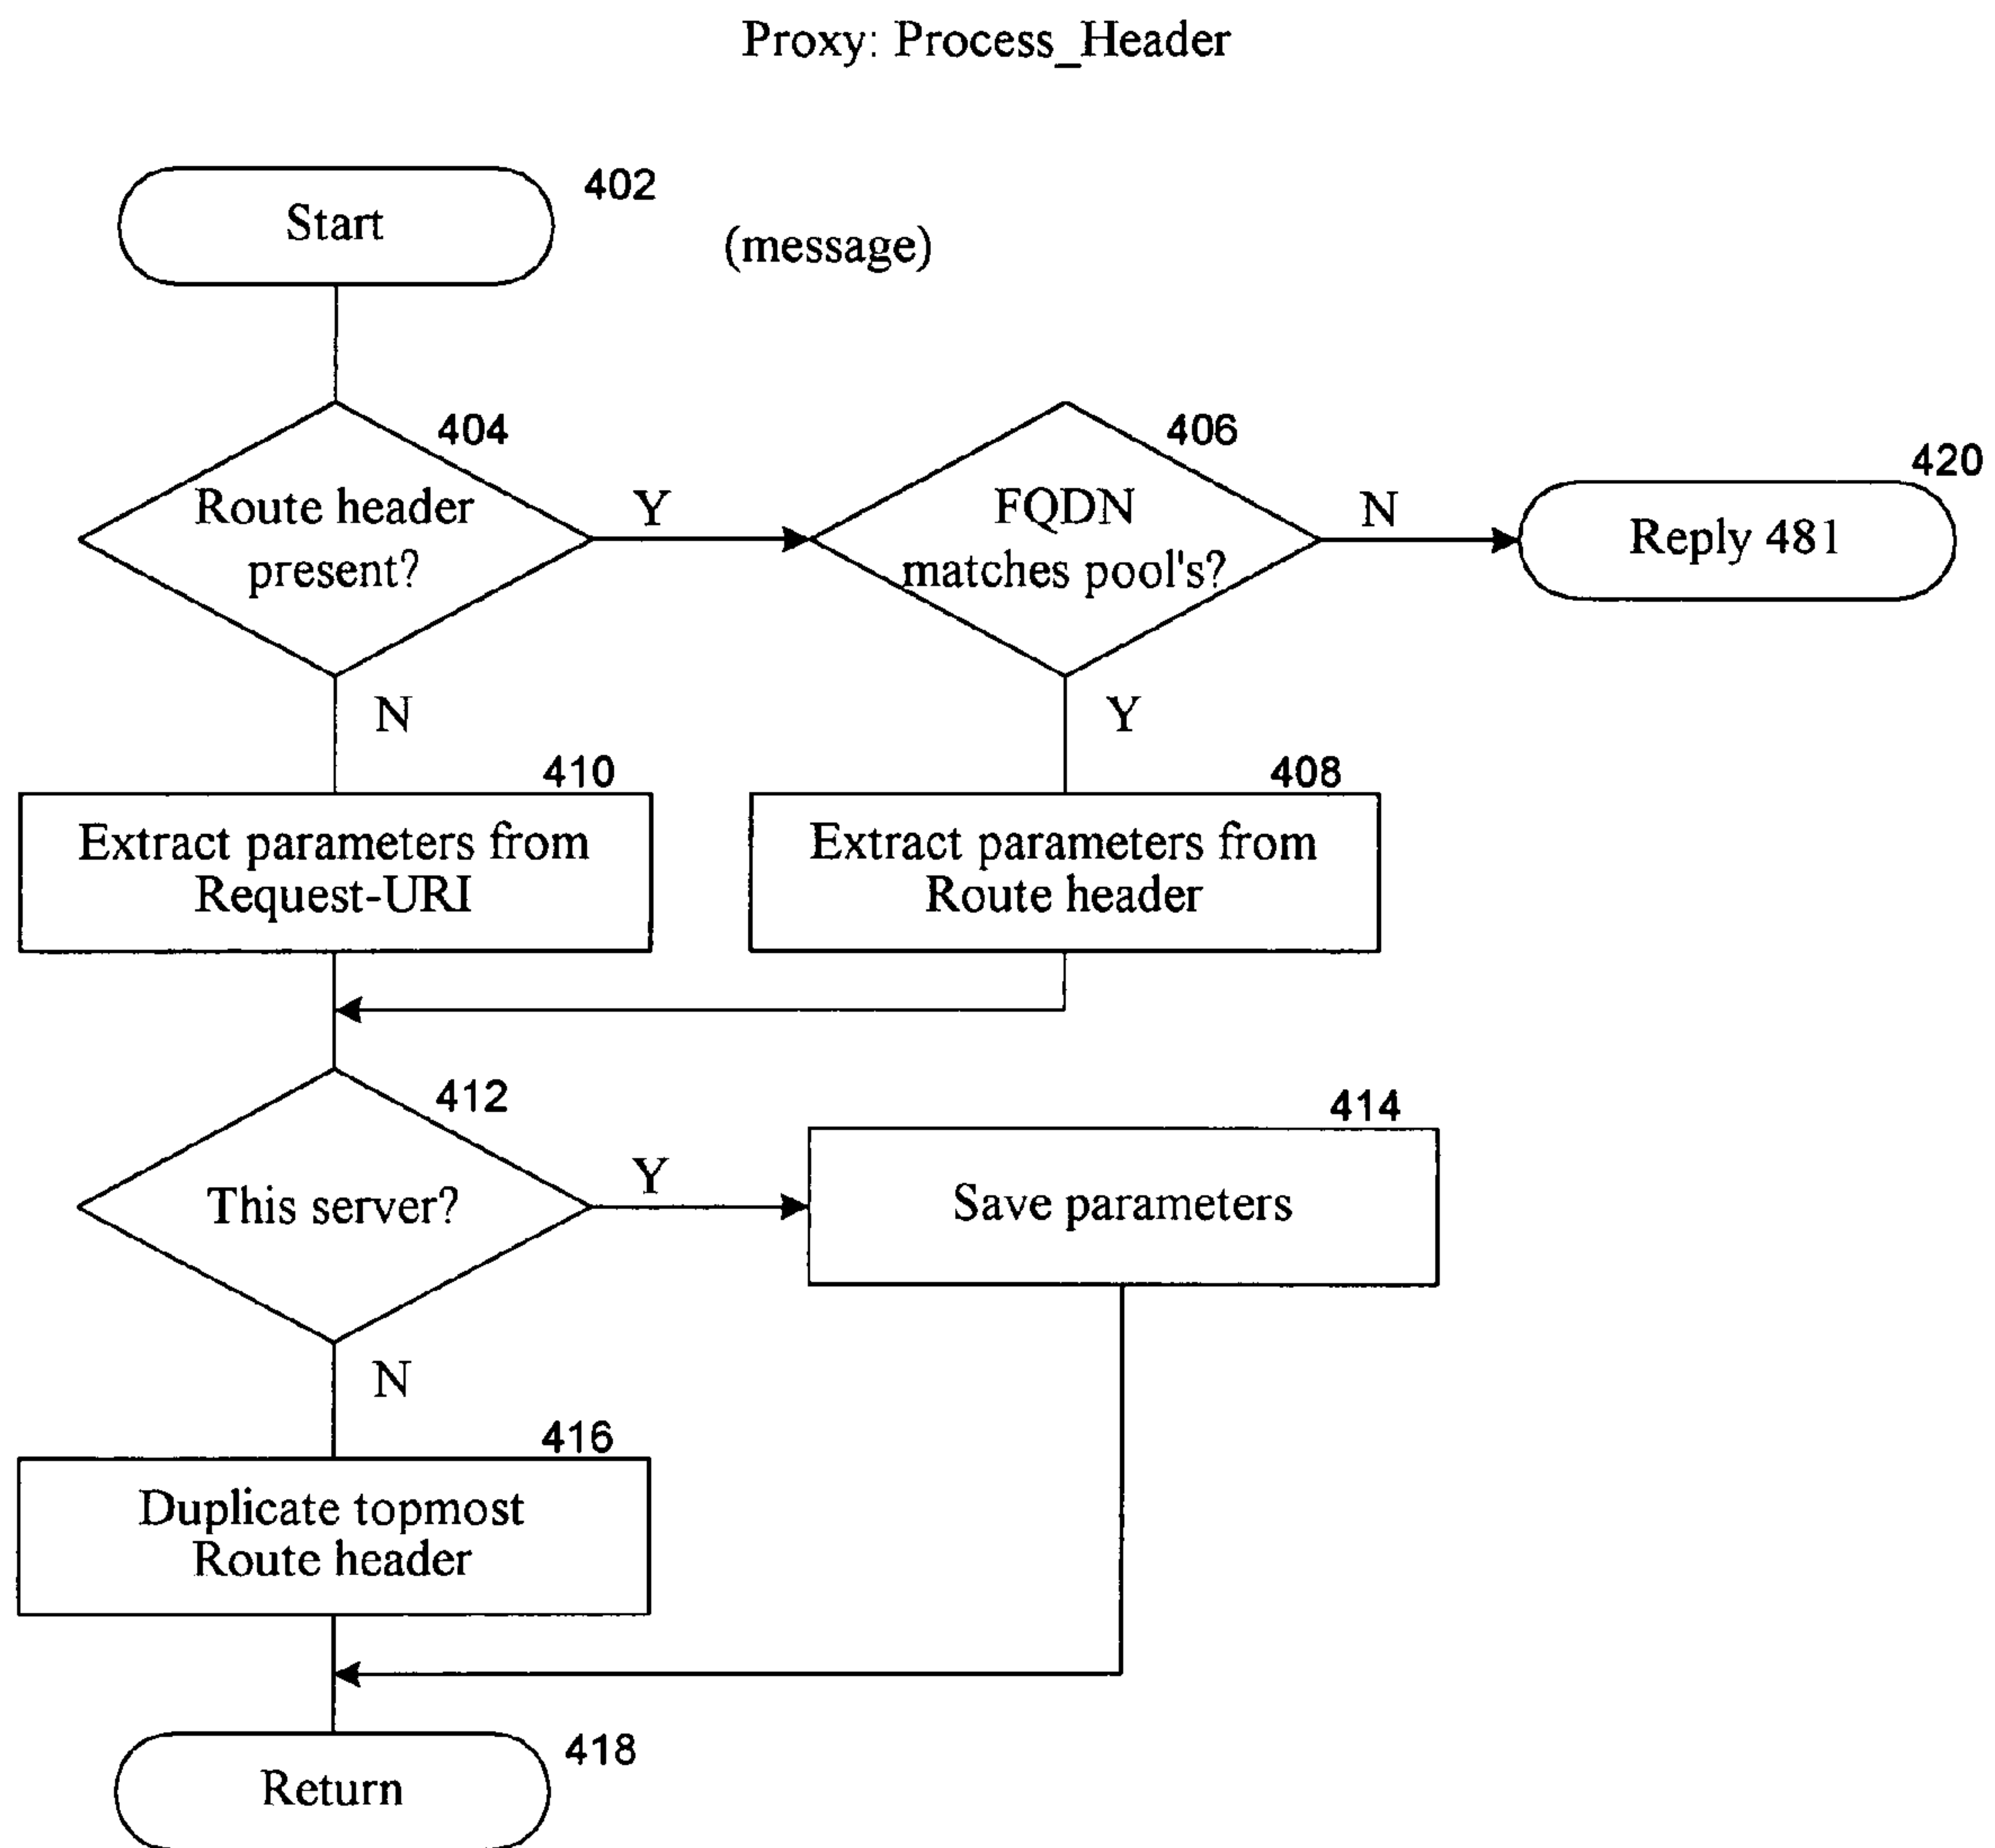 Proxy: Process_Header
Start
402
(message)
404
Route header
present?
Y
406
FQDN
matches pool's?
N
420
Reply 481
N
Y
410
Extract parameters from
Request-URI
408
Extract parameters from
Route header
412
This server?
Y
414
Save parameters
N
416
Duplicate topmost
Route header
418
Return